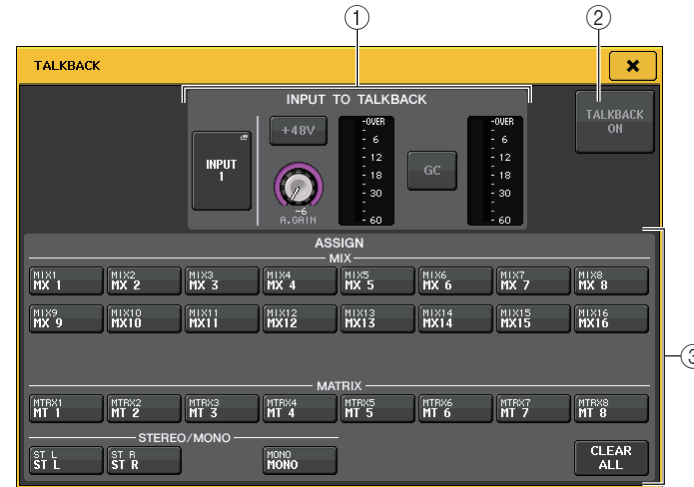 ① ②
TALKBACK ×
INPUT TO TALKBACK
TALKBACK ON
+48V
INPUT 1
-6
A.GAIN
-OVER
- 6
- 12
- 18
- 30
- 60
GC
-OVER
- 6
- 12
- 18
- 30
- 60
ASSIGN
MIX
MIX1 MIX2 MIX3 MIX4 MIX5 MIX6 MIX7 MIX8
MX 1 MX 2 MX 3 MX 4 MX 5 MX 6 MX 7 MX 8
MIX9 MIX10 MIX11 MIX12 MIX13 MIX14 MIX15 MIX16
MX 9 MX10 MX11 MX12 MX13 MX14 MX15 MX16
③
MATRIX
MTRX1 MTRX2 MTRX3 MTRX4 MTRX5 MTRX6 MTRX7 MTRX8
MT 1 MT 2 MT 3 MT 4 MT 5 MT 6 MT 7 MT 8
STEREO/MONO
ST L ST R MONO
ST L ST R MONO
CLEAR ALL